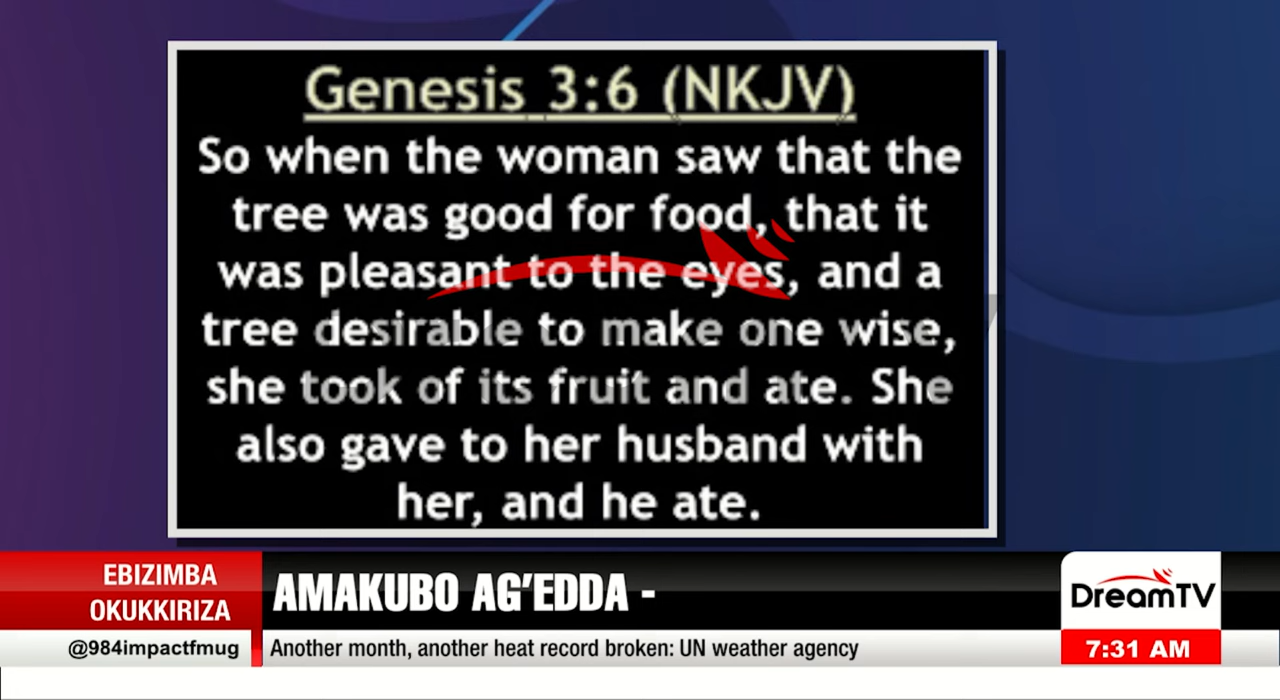 Genesis 3:6 (NKJV)
So when the woman saw that the
tree was good for food, that it
was pleasant to the eyes, and a
tree desirable to make one wise,
she took of its fruit and ate. She
also gave to her husband with
her, and he ate.
EBIZIMBA
OKUKKIRIZA
AMAKUBO AG'EDDA -
DreamTV
@984impactfmug
Another month, another heat record broken: UN weather agency
7:31 AM